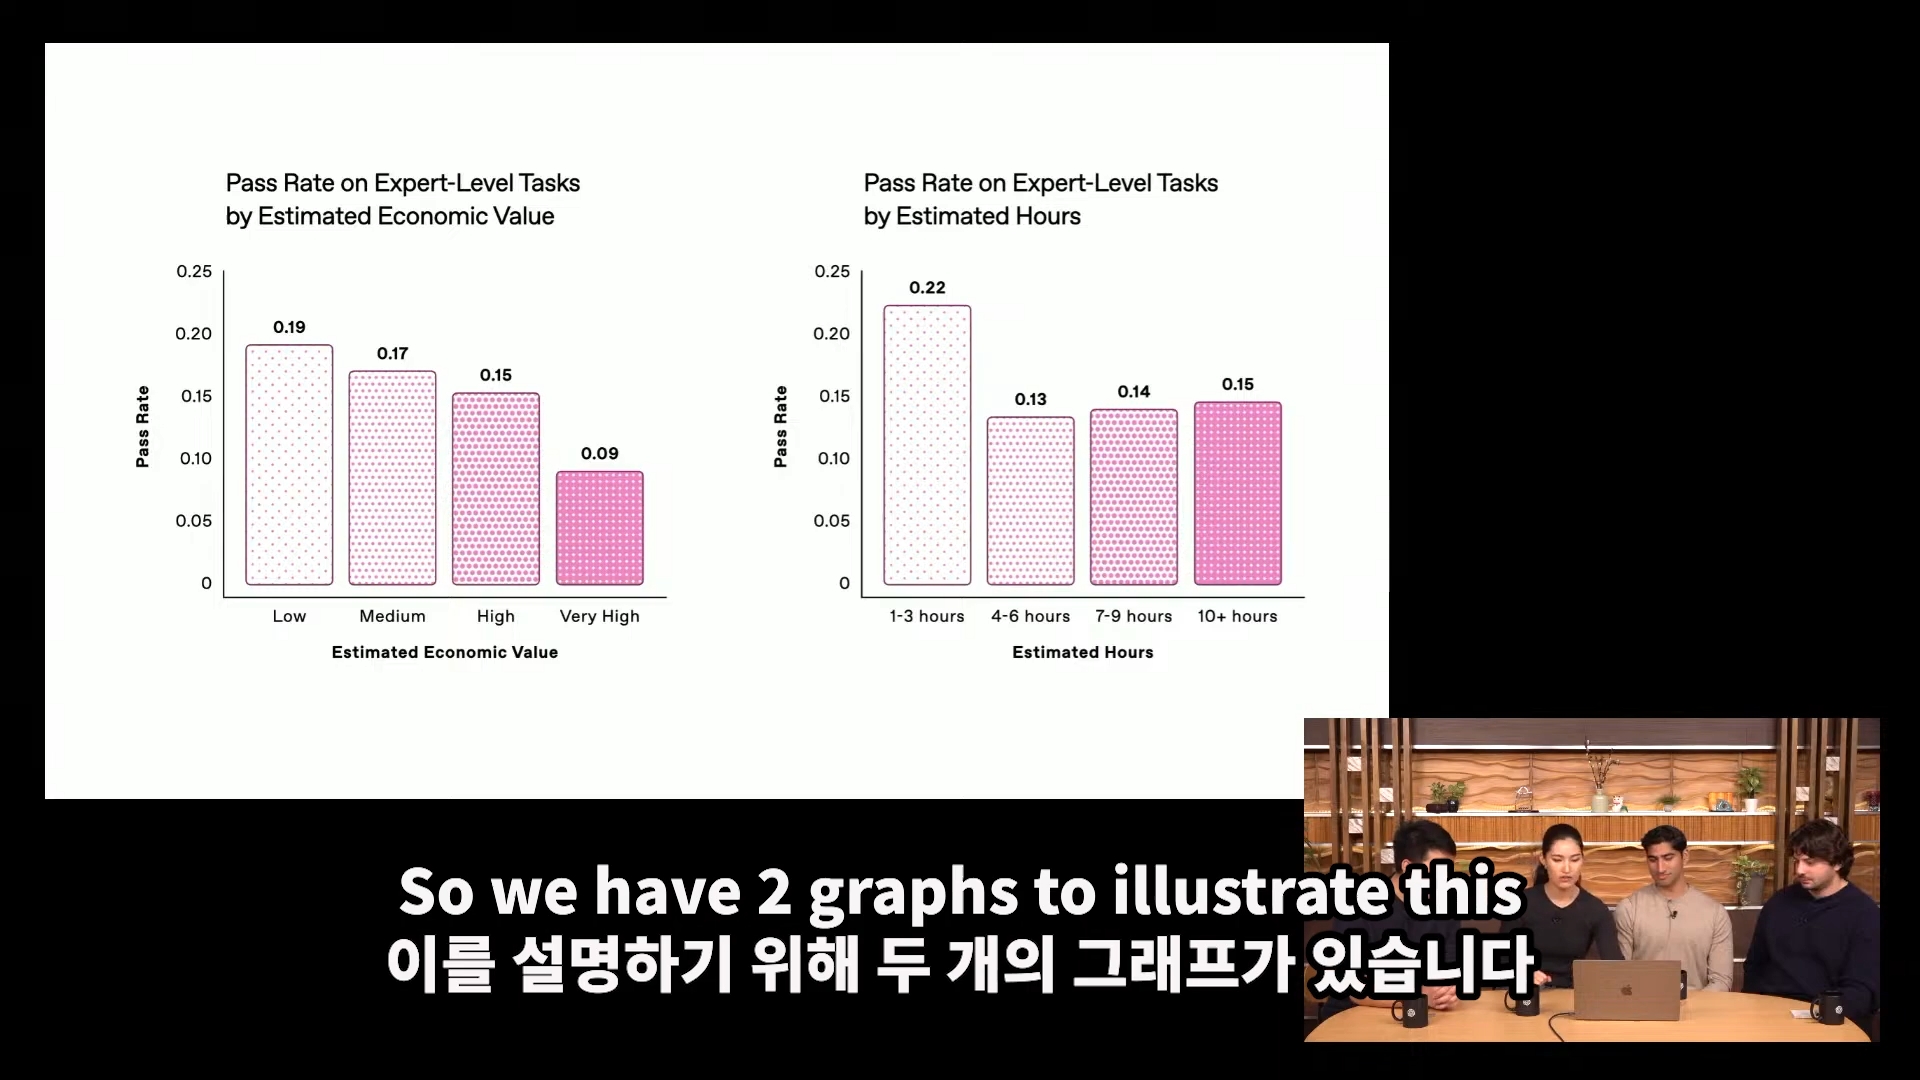 Pass Rate on Expert-Level Tasks
by Estimated Economic Value
0.25
0.20
0.15
0.10
0.05
0
Pass Rate
0.19
0.17
0.15
0.09
Low
Medium
High
Very High
Estimated Economic Value
Pass Rate on Expert-Level Tasks
by Estimated Hours
0.25
0.20
0.15
0.10
0.05
0
Pass Rate
0.22
0.13
0.14
0.15
1-3 hours
4-6 hours
7-9 hours
10+ hours
Estimated Hours
So we have 2 graphs to illustrate this
이를 설명하기 위해 두 개의 그래프가 있습니다